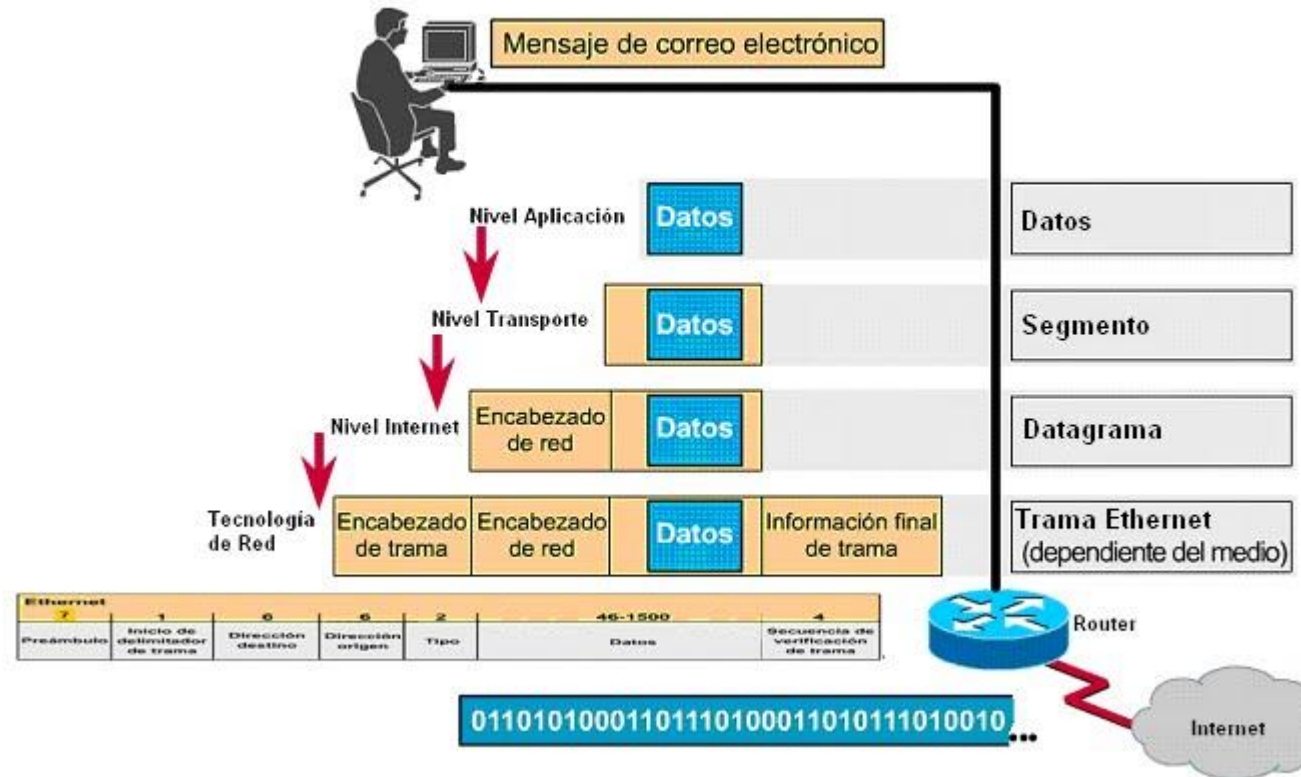 Mensaje de correo electrónico
Nivel Aplicación
Datos
Datos
Nivel Transporte
Datos
Segmento
Nivel Internet
Encabezado
de red
Datos
Datagrama
Tecnología
de Red
Encabezado
de trama
Encabezado
de red
Datos
Información final
de trama
Trama Ethernet
(dependiente del medio)
Ethernet
7 1 6 6 2 46-1500 4
Preámbulo
Inicio de
delimitador
de trama
Dirección
destino
Dirección
origen
Tipo
Datos
Secuencia de
verificación
de trama
Router
0110101000110111010001101011101001​0...
Internet